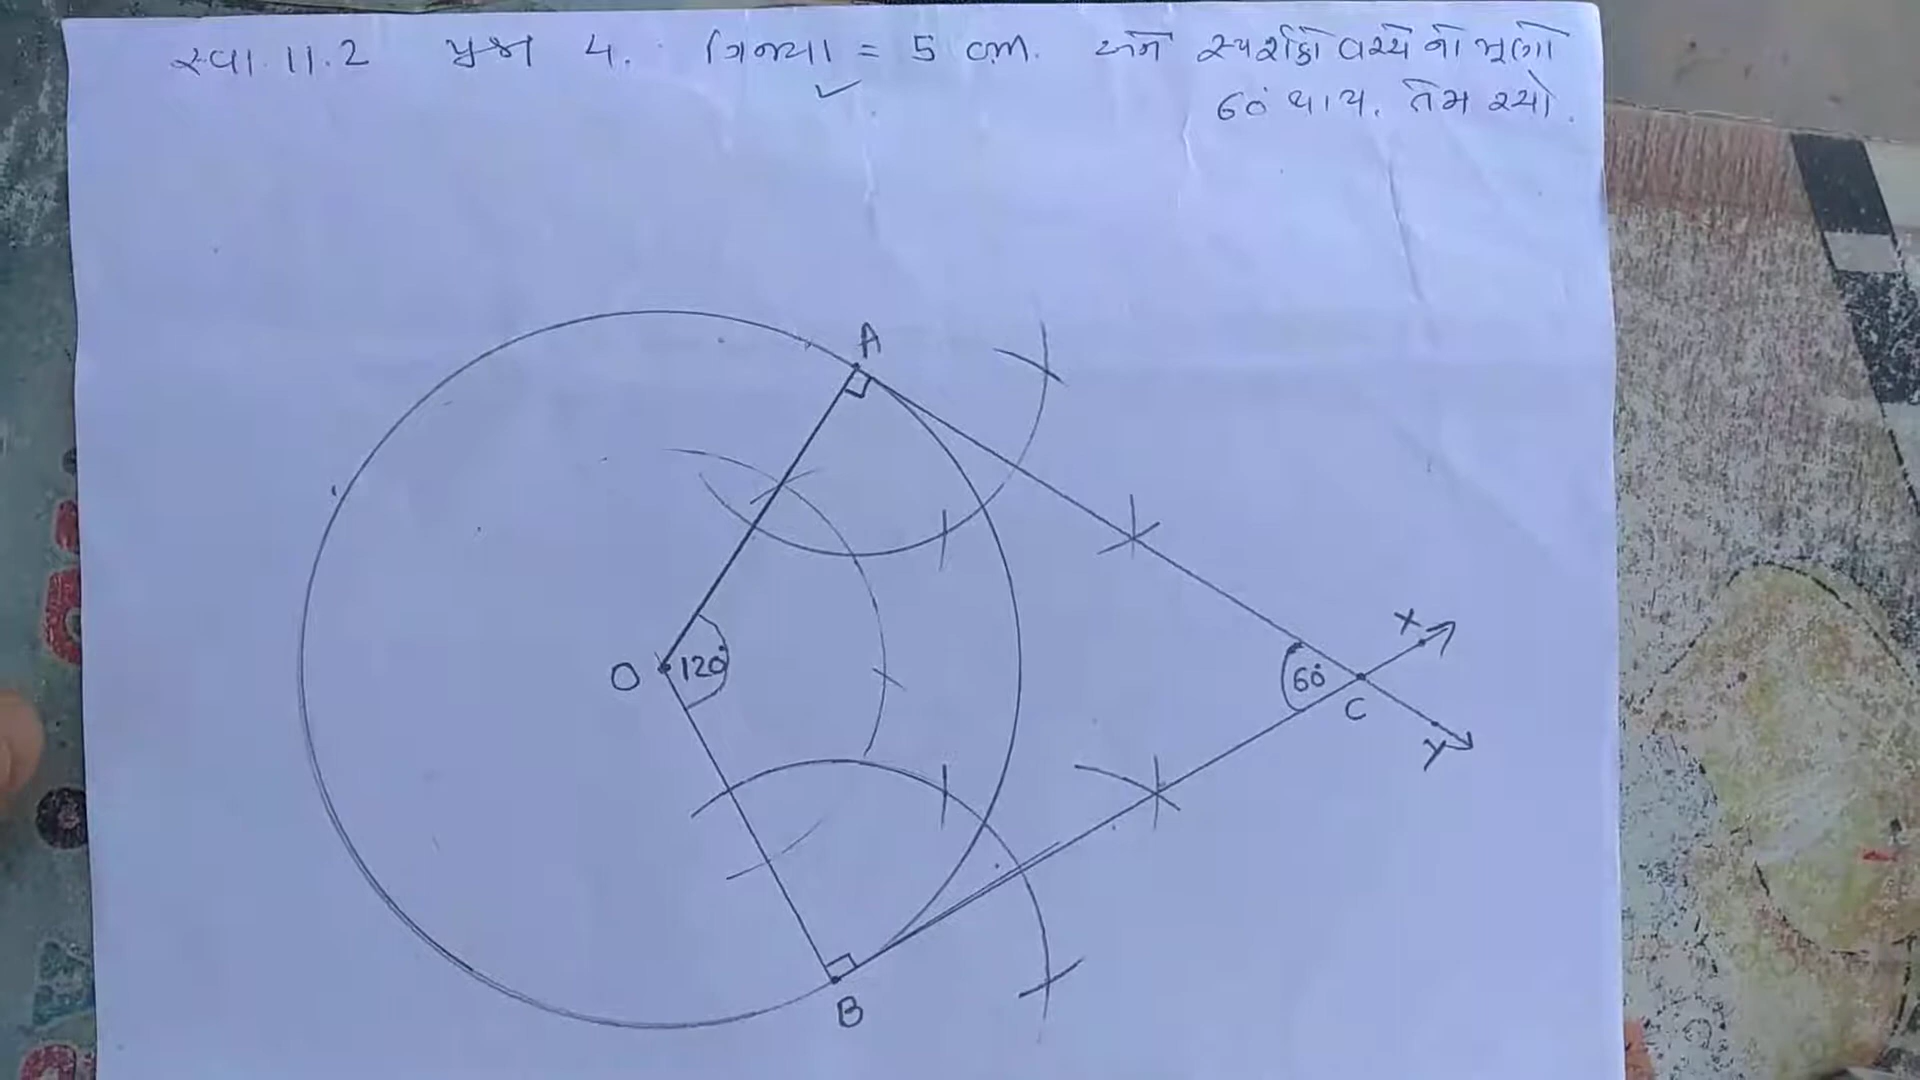 સ્વા. 11.2 પ્રશ્ન 4. ત્રિજ્યા = 5 cm. અને સ્પર્શકો વચ્ચેનો ખૂણો
60° થાય. તેમ રચો.
A
X
O 120°
60°
C
Y
B